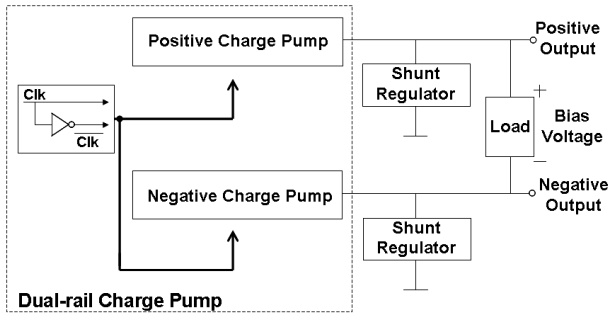 Positive Charge Pump
Positive
Output
Shunt
Regulator
Clk
Clk
+
Load
Bias
Voltage
−
Negative Charge Pump
Negative
Output
Shunt
Regulator
Dual-rail Charge Pump